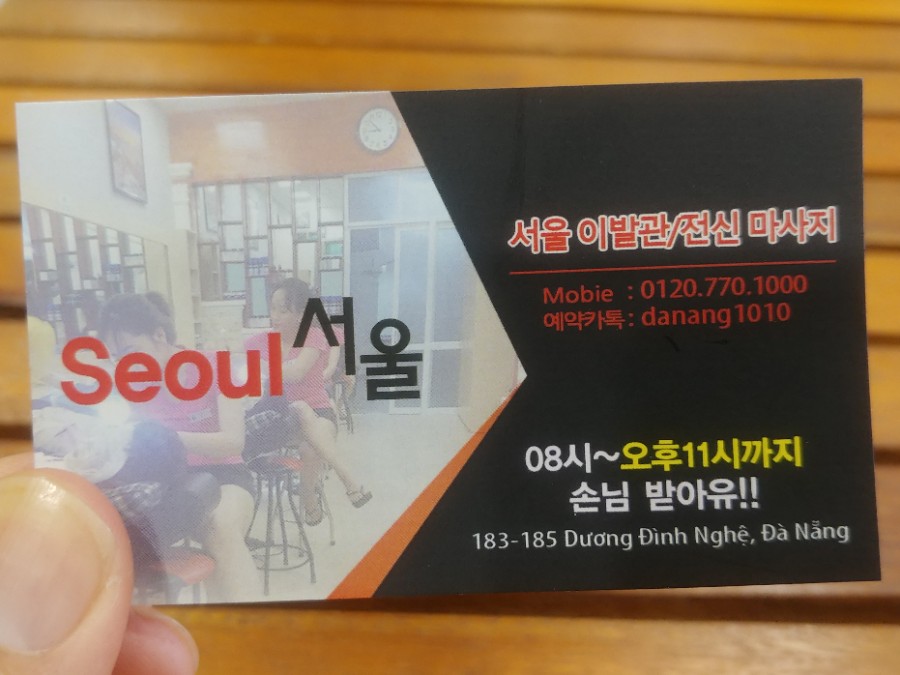 Seoul 서울
서울 이발관/전신 마사지
Mobie : 0120.770.1000
예약카톡 : danang1010
08시~오후11시까지
손님 받아유!!
183-185 Dương Đình Nghệ, Đà Nẵng